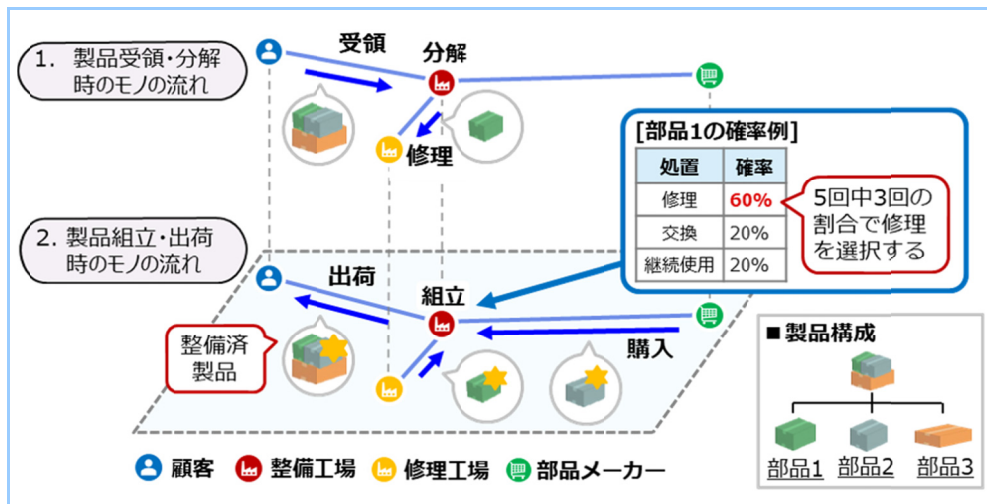 1. 製品受領・分解
時のモノの流れ
受領
分解
修理
[部品1の確率例]
処置 確率
修理 60%
交換 20%
継続使用 20%
5回中3回の
割合で修理
を選択する
2. 製品組立・出荷
時のモノの流れ
出荷
組立
購入
整備済
製品
■製品構成
部品1 部品2 部品3
顧客 整備工場 修理工場 部品メーカー